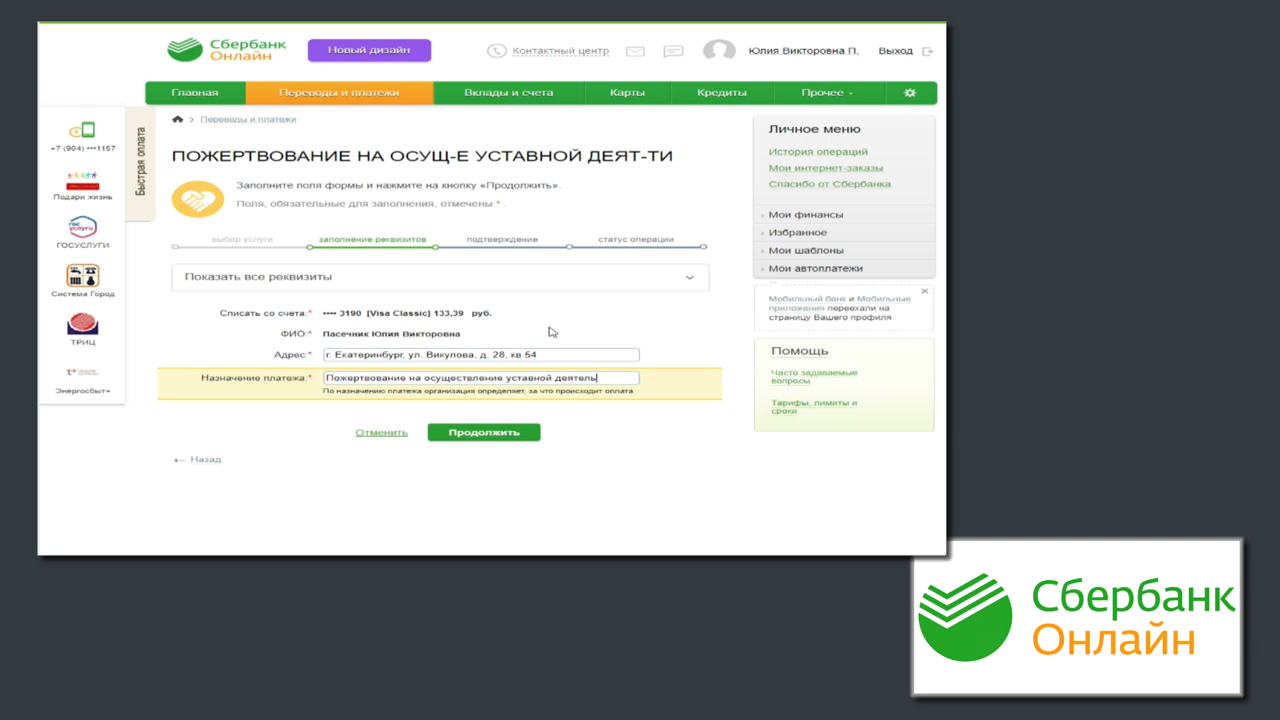 Сбербанк
Онлайн
Новый дизайн
Контактный центр
Юлия Викторовна П.
Выход
Главная
Переводы и платежи
Вклады и счета
Карты
Кредиты
Прочее
+7 (904) •••1157
Подари жизнь
госуслуги
ГОСУСЛУГИ
Система Город
ТРИЦ
Энергосбыт+
Быстрая оплата
> Переводы и платежи
ПОЖЕРТВОВАНИЕ НА ОСУЩ-Е УСТАВНОЙ ДЕЯТ-ТИ
Заполните поля формы и нажмите на кнопку «Продолжить».
Поля, обязательные для заполнения, отмечены * .
выбор услуги
заполнение реквизитов
подтверждение
статус операции
Показать все реквизиты
Списать со счета:* •••• 3190 [Visa Classic] 133,39 руб.
ФИО:* Пасечник Юлия Викторовна
Адрес:* г. Екатеринбург, ул. Викулова, д. 28, кв.54
Назначение платежа:* Пожертвование на осуществление уставной деятель
По назначению платежа организация определяет, за что происходит оплата.
Отменить
Продолжить
← Назад
Личное меню
История операций
Мои интернет-заказы
Спасибо от Сбербанка
Мои финансы
Избранное
Мои шаблоны
Мои автоплатежи
Мобильный банк и Мобильные
приложения переехали на
страницу Вашего профиля
Помощь
Часто задаваемые
вопросы
Тарифы, лимиты и
сроки
Сбербанк
Онлайн